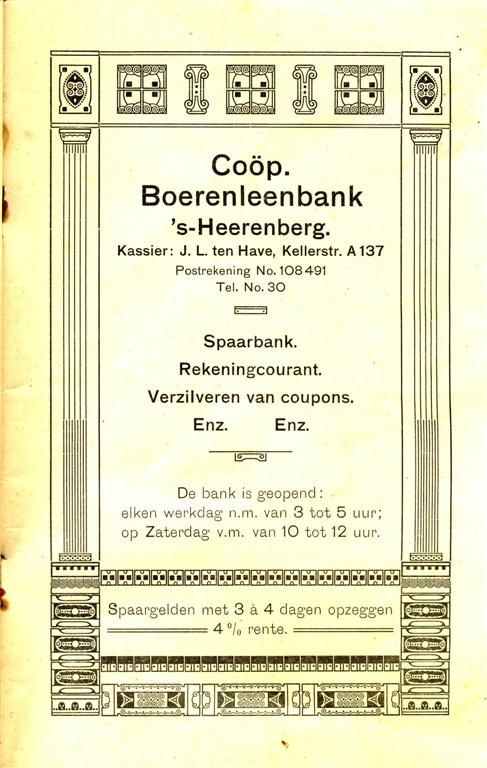 Coöp.
Boerenleenbank
's-Heerenberg.
Kassier: J. L. ten Have, Kellerstr. A 137
Postrekening No. 108491
Tel. No. 30
Spaarbank.
Rekeningcourant.
Verzilveren van coupons.
Enz. Enz.
De bank is geopend:
elken werkdag n.m. van 3 tot 5 uur;
op Zaterdag v.m. van 10 tot 12 uur.
Spaargelden met 3 à 4 dagen opzeggen
4 % rente.